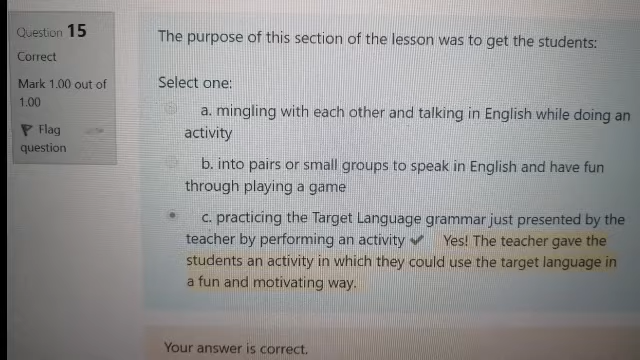 Question 15
Correct
Mark 1.00 out of
1.00
Flag
question
The purpose of this section of the lesson was to get the students:
Select one:
a. mingling with each other and talking in English while doing an
activity
b. into pairs or small groups to speak in English and have fun
through playing a game
c. practicing the Target Language grammar just presented by the
teacher by performing an activity ✔ Yes! The teacher gave the
students an activity in which they could use the target language in
a fun and motivating way.
Your answer is correct.